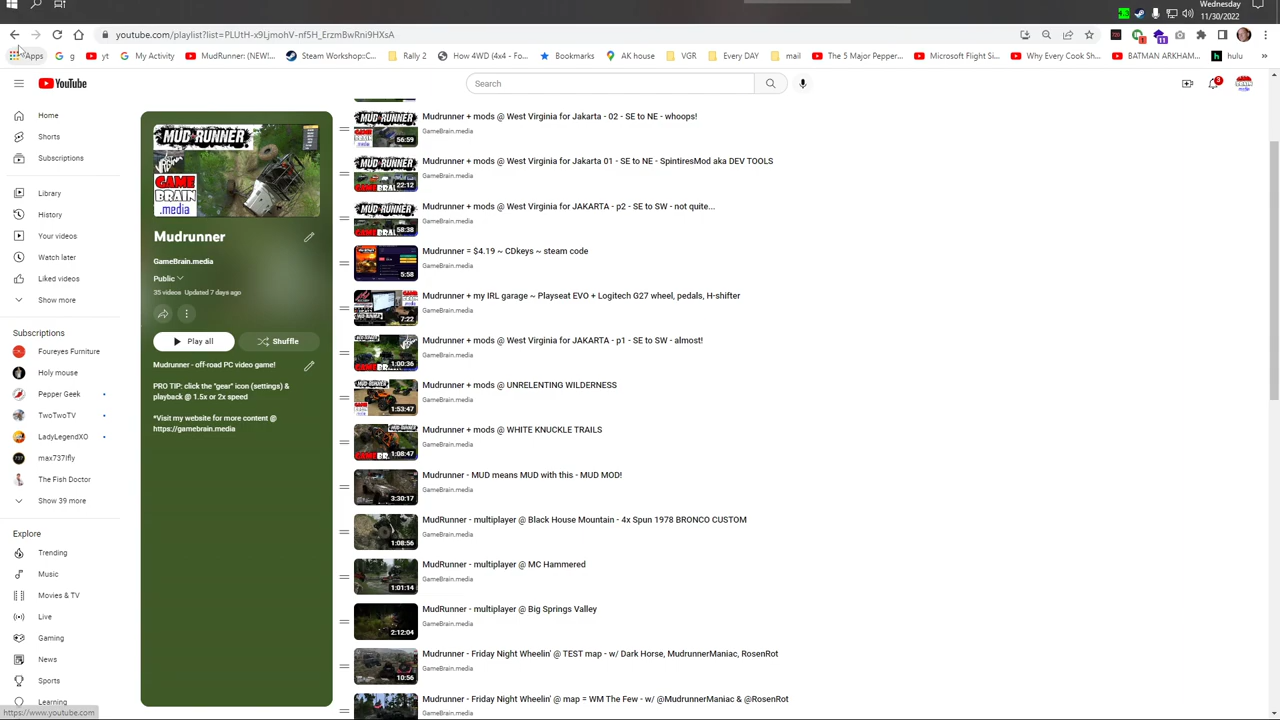 Wednesday
11/30/2022
youtube.com/playlist?list=PLUtH-x9LjmohV-nf5H_ErzmBwRni9HXsA
Apps
g
yt
My Activity
MudRunner: (NEW!...
Steam Workshop::C...
Rally 2
How 4WD (4x4 - Fo...
Bookmarks
AK house
VGR
Every DAY
mail
The 5 Major Pepper...
Microsoft Flight Si...
Why Every Cook Sh...
BATMAN ARKHAM...
hulu
YouTube
Search
3
Home
Shorts
Subscriptions
Library
History
Your videos
Watch later
Liked videos
Show more
Subscriptions
Foureyes Furniture
Holy mouse
Pepper Geek
TwoTwoTV
LadyLegendXO
max737ifly
The Fish Doctor
Show 39 more
Explore
Trending
Music
Movies & TV
Live
Gaming
News
Sports
Learning
https://www.youtube.com
MUDRUNNER
GAME
BRAIN
.media
Mudrunner
GameBrain.media
Public
35 videos Updated 7 days ago
Play all
Shuffle
Mudrunner - off-road PC video game!
PRO TIP: click the "gear" icon (settings) &
playback @ 1.5x or 2x speed
*Visit my website for more content @
https://gamebrain.media
Mudrunner + mods @ West Virginia for Jakarta - 02 - SE to NE - whoops!
GameBrain.media
56:59
Mudrunner + mods @ West Virginia for Jakarta 01 - SE to NE - SpintiresMod aka DEV TOOLS
GameBrain.media
22:12
Mudrunner + mods @ West Virginia for JAKARTA - p2 - SE to SW - not quite...
GameBrain.media
58:38
Mudrunner = $4.19 ~ CDkeys ~ steam code
GameBrain.media
5:58
Mudrunner + my IRL garage ~ Playseat EVO + Logitech G27 wheel, pedals, H-shifter
GameBrain.media
7:22
Mudrunner + mods @ West Virginia for JAKARTA - p1 - SE to SW - almost!
GameBrain.media
1:00:36
Mudrunner + mods @ UNRELENTING WILDERNESS
GameBrain.media
1:53:47
Mudrunner + mods @ WHITE KNUCKLE TRAILS
GameBrain.media
1:08:47
Mudrunner - MUD means MUD with this - MUD MOD!
GameBrain.media
3:30:17
MudRunner - multiplayer @ Black House Mountain - 4x Spun 1978 BRONCO CUSTOM
GameBrain.media
1:08:56
MudRunner - multiplayer @ MC Hammered
GameBrain.media
1:01:14
MudRunner - multiplayer @ Big Springs Valley
GameBrain.media
2:12:04
MudRunner - Friday Night Wheelin' @ TEST map - w/ Dark Horse, MudrunnerManiac, RosenRot
GameBrain.media
10:56
MudRunner - Friday Night Wheelin' @ map = WM The Few - w/ @MudrunnerManiac & @RosenRot
GameBrain.media